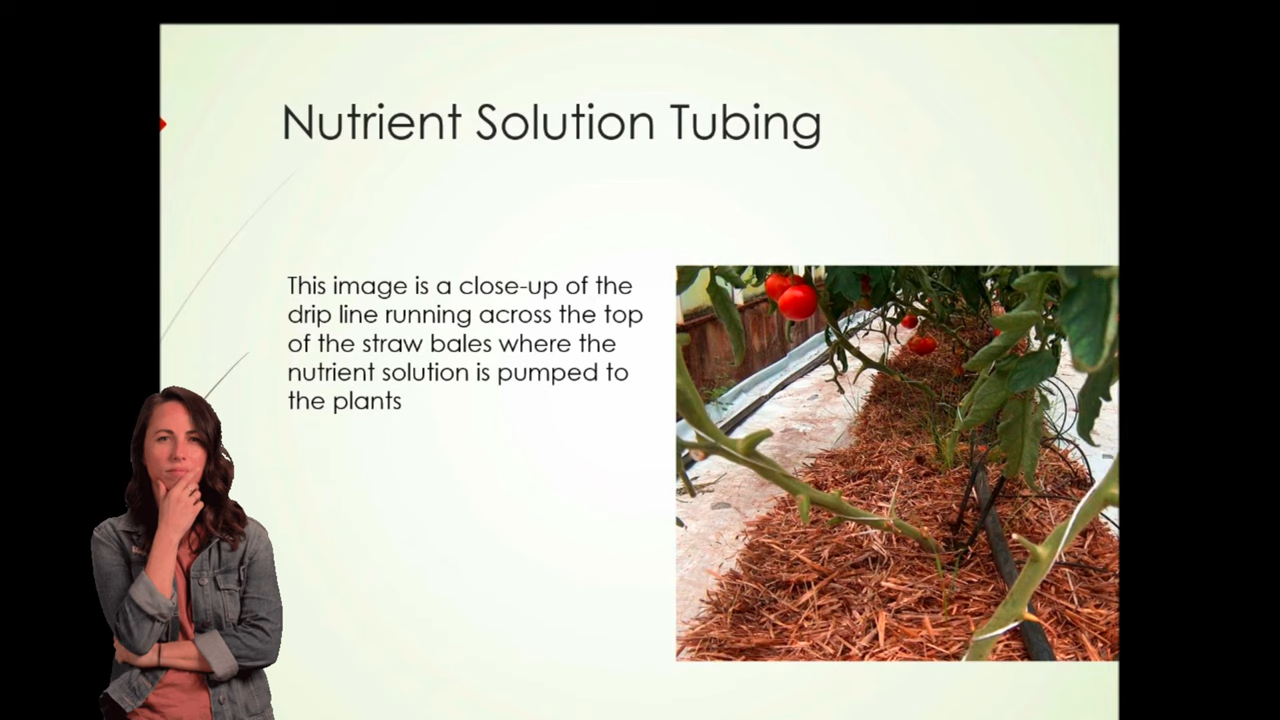 Nutrient Solution Tubing
This image is a close-up of the
drip line running across the top
of the straw bales where the
nutrient solution is pumped to
the plants